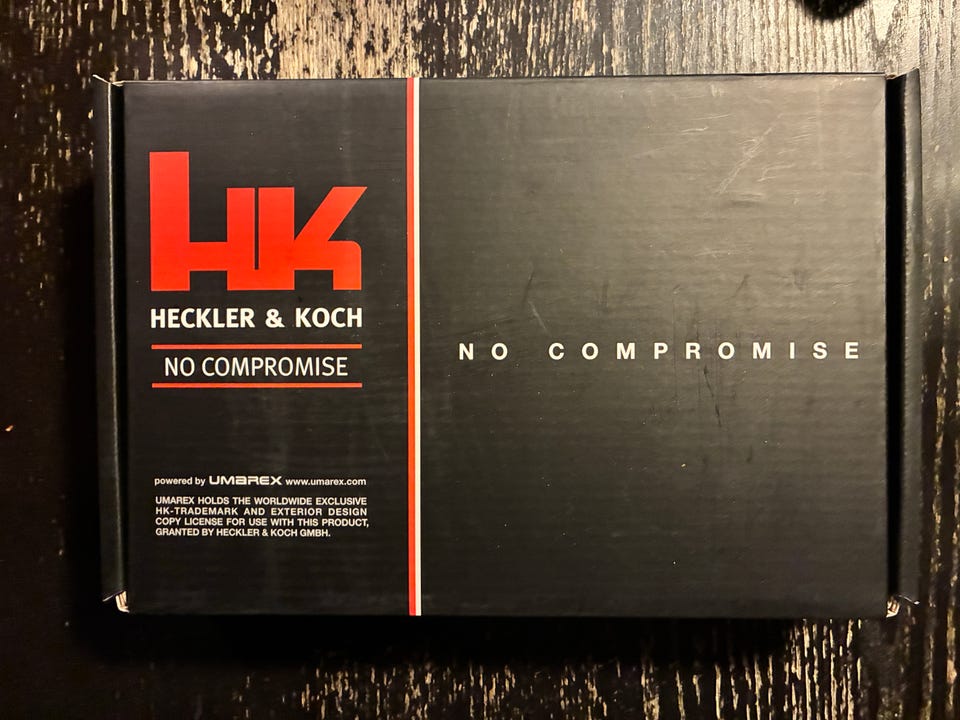 HK
HECKLER & KOCH
NO COMPROMISE
powered by UMAREX www.umarex.com
UMAREX HOLDS THE WORLDWIDE EXCLUSIVE
HK-TRADEMARK AND EXTERIOR DESIGN
COPY LICENSE FOR USE WITH THIS PRODUCT,
GRANTED BY HECKLER & KOCH GMBH.
NO COMPROMISE